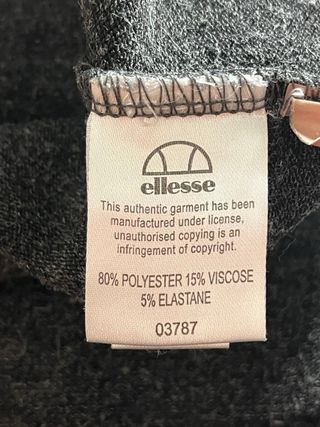 ellesse
This authentic garment has been
manufactured under license,
unauthorised copying is an
infringement of copyright.
80% POLYESTER 15% VISCOSE
5% ELASTANE
03787